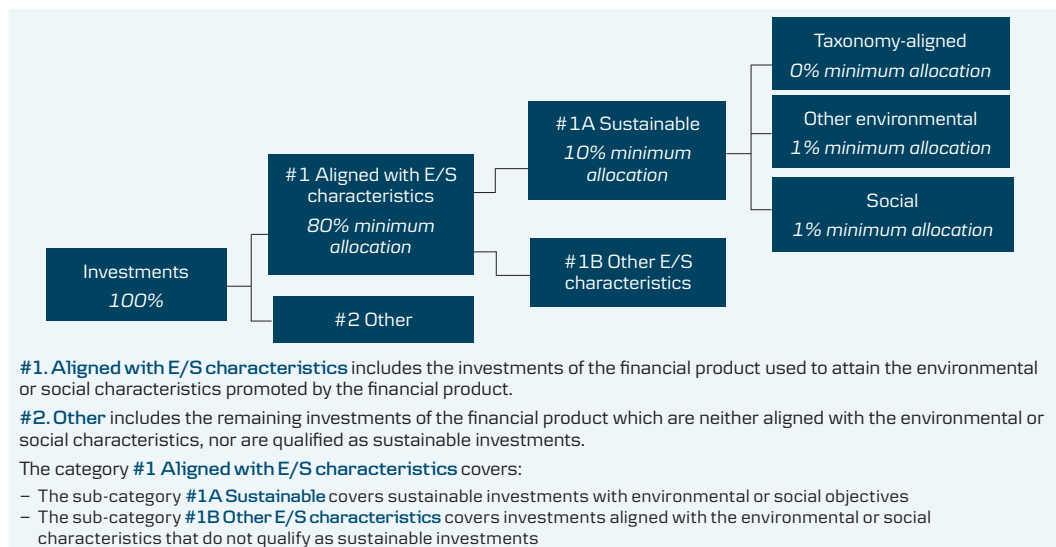 Taxonomy-aligned
0% minimum allocation
Other environmental
1% minimum allocation
Social
1% minimum allocation
#1A Sustainable
10% minimum
allocation
#1 Aligned with E/S
characteristics
80% minimum
allocation
#1B Other E/S
characteristics
Investments
100%
#2 Other
#1. Aligned with E/S characteristics includes the investments of the financial product used to attain the environmental
or social characteristics promoted by the financial product.
#2. Other includes the remaining investments of the financial product which are neither aligned with the environmental or
social characteristics, nor are qualified as sustainable investments.
The category #1 Aligned with E/S characteristics covers:
– The sub-category #1A Sustainable covers sustainable investments with environmental or social objectives
– The sub-category #1B Other E/S characteristics covers investments aligned with the environmental or social
characteristics that do not qualify as sustainable investments